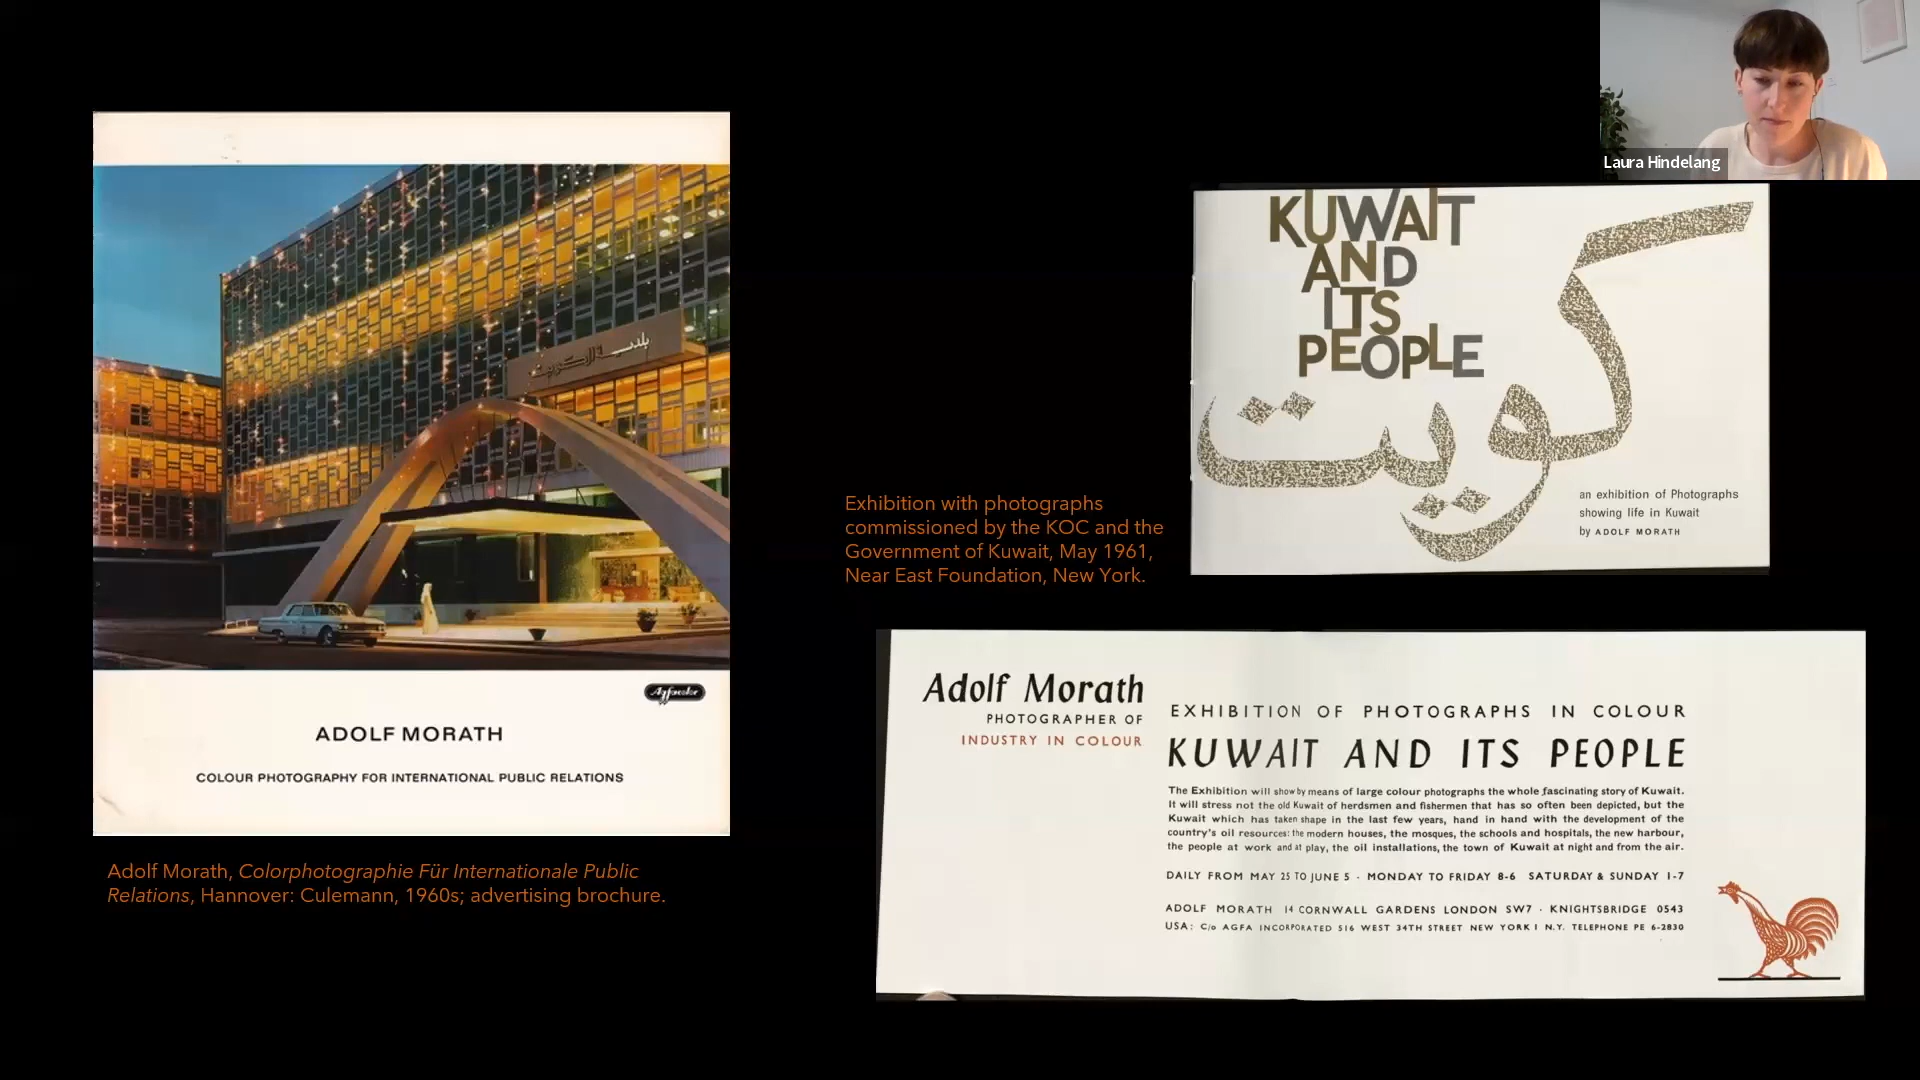 Laura Hindelang
بلدية الكويت
ADOLF MORATH
COLOUR PHOTOGRAPHY FOR INTERNATIONAL PUBLIC RELATIONS
Adolf Morath, Colorphotographie Für Internationale Public
Relations, Hannover: Culemann, 1960s; advertising brochure.
Exhibition with photographs
commissioned by the KOC and the
Government of Kuwait, May 1961,
Near East Foundation, New York.
KUWAIT
AND
ITS
PEOPLE
كويت
an exhibition of Photographs
showing life in Kuwait
by ADOLF MORATH
Adolf Morath
PHOTOGRAPHER OF
INDUSTRY IN COLOUR
EXHIBITION OF PHOTOGRAPHS IN COLOUR
KUWAIT AND ITS PEOPLE
The Exhibition will show by means of large colour photographs the whole fascinating story of Kuwait.
It will stress not the old Kuwait of herdsmen and fishermen that has so often been depicted, but the
Kuwait which has taken shape in the last few years, hand in hand with the development of the
country's oil resources: the modern houses, the mosques, the schools and hospitals, the new harbour,
the people at work and at play, the oil installations, the town of Kuwait at night and from the air.
DAILY FROM MAY 25 TO JUNE 5 · MONDAY TO FRIDAY 8-6 SATURDAY & SUNDAY 1-7
ADOLF MORATH 14 CORNWALL GARDENS LONDON SW7 · KNIGHTSBRIDGE 0543
USA: C/o AGFA INCORPORATED 516 WEST 34TH STREET NEW YORK 1 N.Y. TELEPHONE PE 6-2830